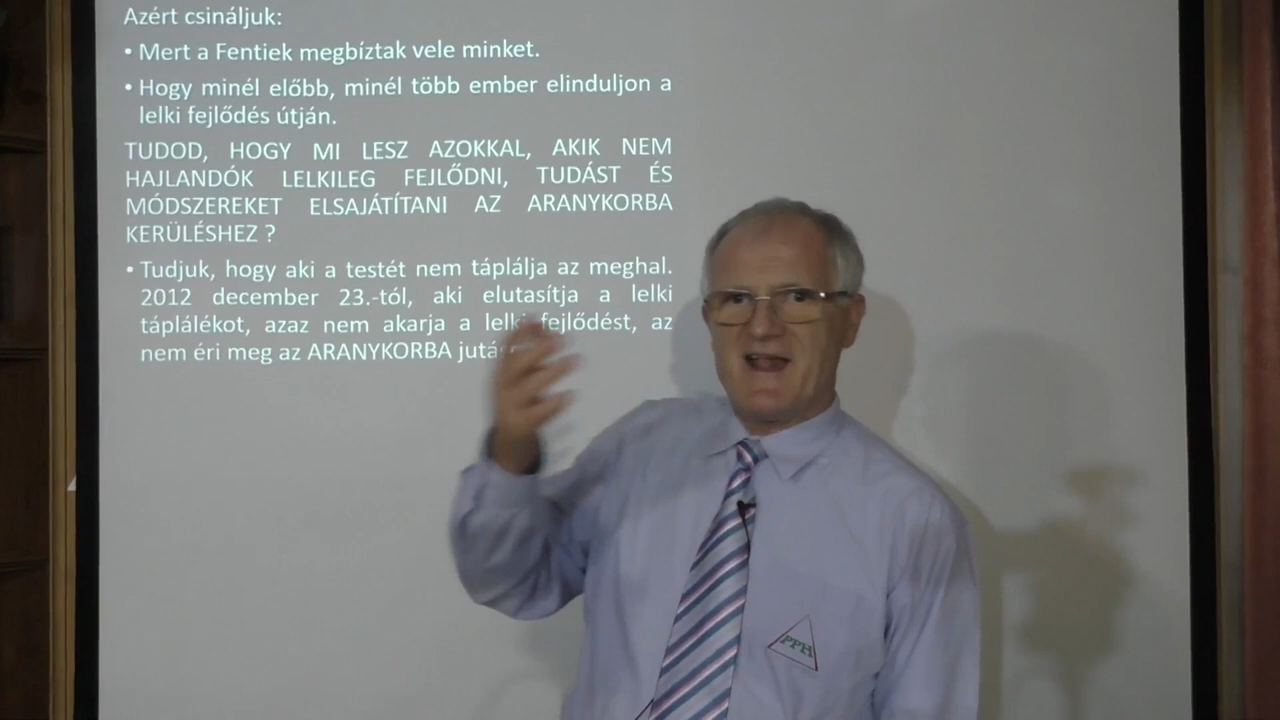 Azért csináljuk:
• Mert a Fentiek megbíztak vele minket.
• Hogy minél előbb, minél több ember elinduljon a
lelki fejlődés útján.
TUDOD, HOGY MI LESZ AZOKKAL, AKIK NEM
HAJLANDÓK LELKILEG FEJLŐDNI, TUDÁST ÉS
MÓDSZEREKET ELSAJÁTÍTANI AZ ARANYKORBA
KERÜLÉSHEZ ?
• Tudjuk, hogy aki a testét nem táplálja az meghal.
2012 december 23.-tól, aki elutasítja a lelki
táplálékot, azaz nem akarja a lelki fejlődést, az
nem éri meg az ARANYKORBA
PPH